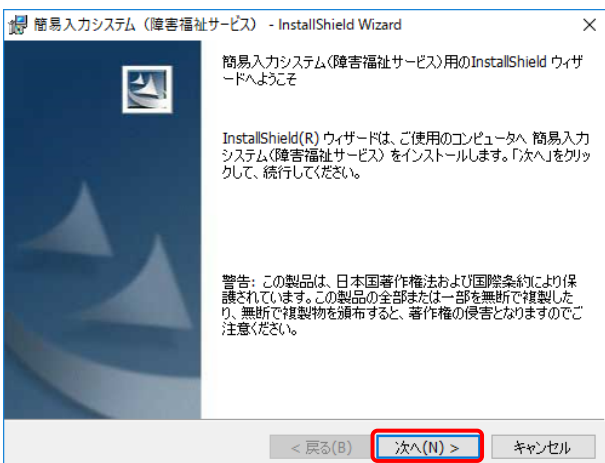 簡易入力システム（障害福祉サービス） - InstallShield Wizard
簡易入力システム(障害福祉サービス)用のInstallShield ウィザ
ードへようこそ
InstallShield(R) ウィザードは、ご使用のコンピュータへ 簡易入力
システム(障害福祉サービス) をインストールします。「次へ」をクリッ
クして、続行してください。
警告: この製品は、日本国著作権法および国際条約により保
護されています。この製品の全部または一部を無断で複製した
り、無断で複製物を頒布すると、著作権の侵害となりますのでご
注意ください。
< 戻る(B)
次へ(N) >
キャンセル